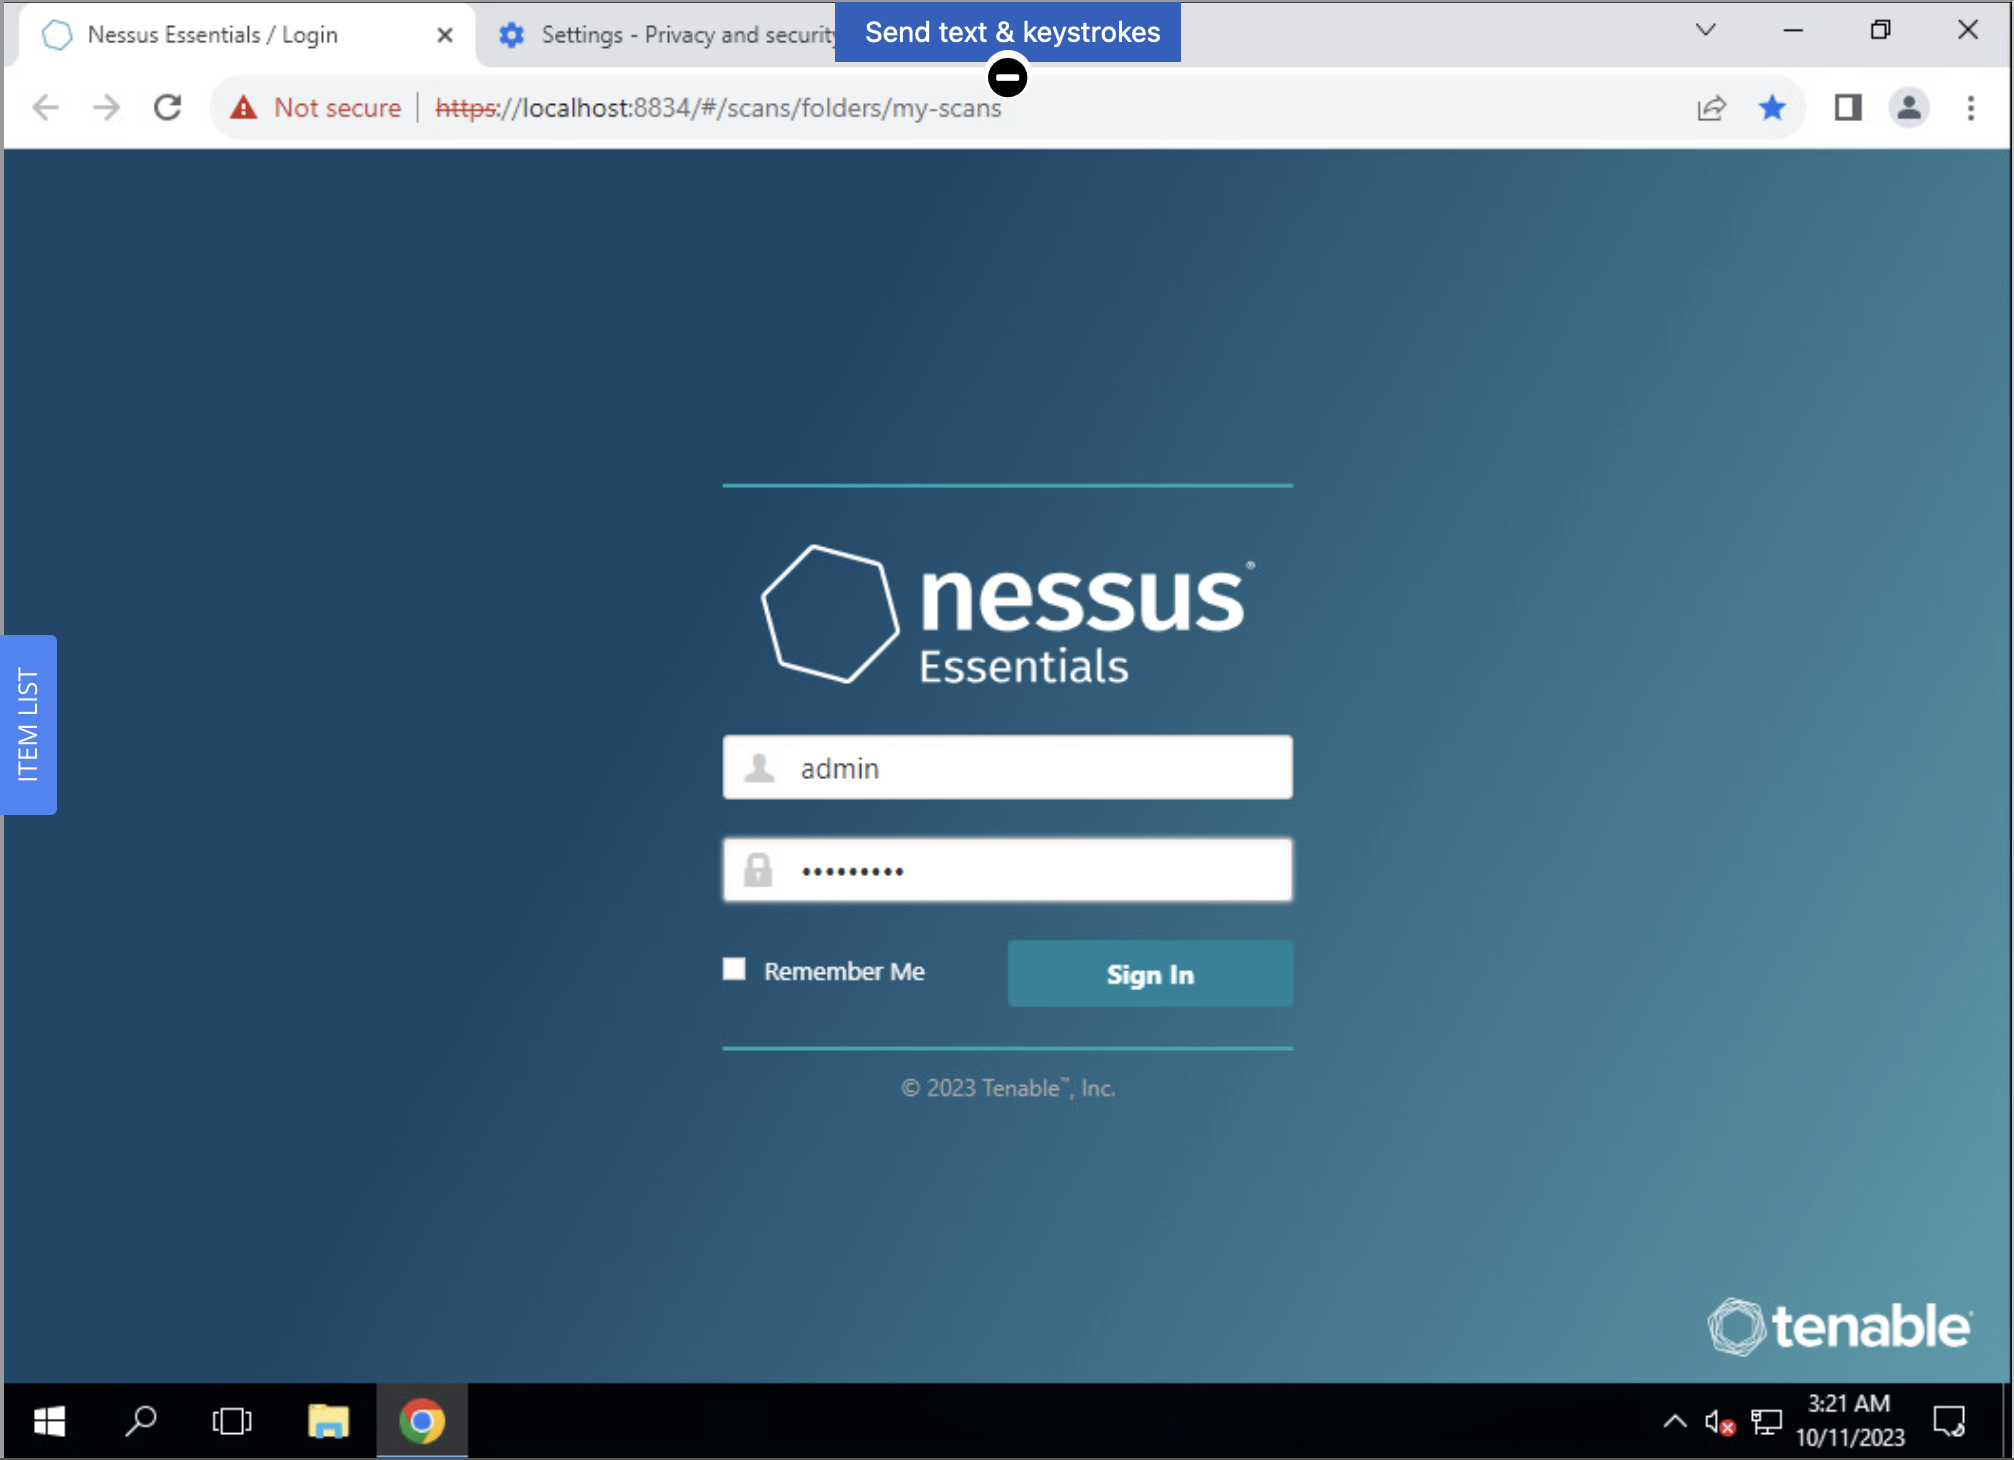 Nessus Essentials / Login
Settings - Privacy and security
Send text & keystrokes
Not secure
https://localhost:8834/#/scans/folders/my-scans
ITEM LIST
nessus®
Essentials
admin
•••••••••
Remember Me
Sign In
© 2023 Tenable™, Inc.
tenable
3:21 AM
10/11/2023